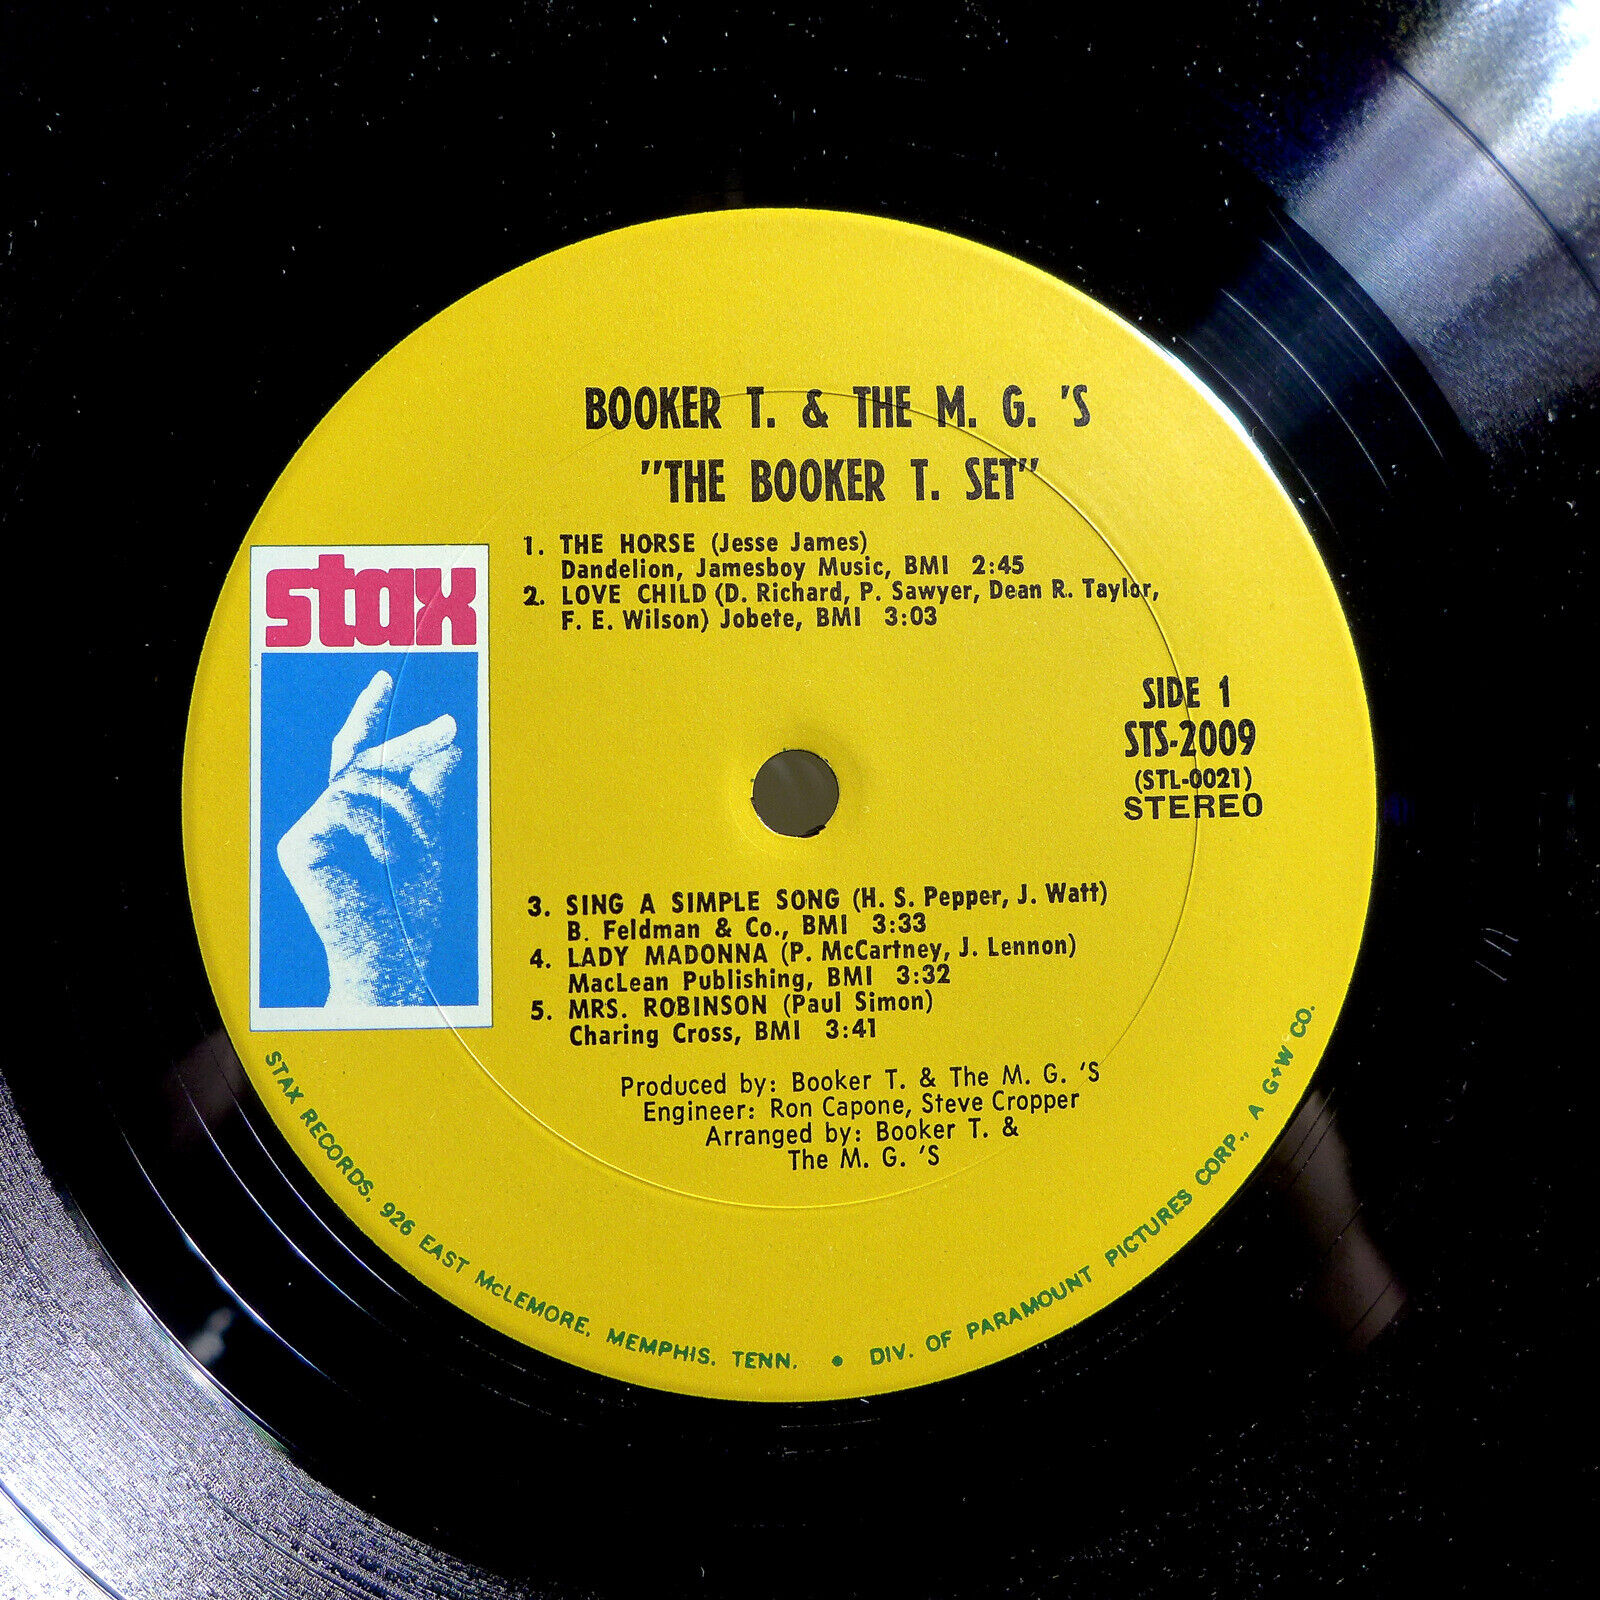 BOOKER T. & THE M. G. 'S
"THE BOOKER T. SET"
1. THE HORSE (Jesse James)
Dandelion, Jamesboy Music, BMI 2:45
2. LOVE CHILD (D. Richard, P. Sawyer, Dean R. Taylor,
F. E. Wilson) Jobete, BMI 3:03
stax
SIDE 1
STS-2009
(STL-0021)
STEREO
3. SING A SIMPLE SONG (H. S. Pepper, J. Watt)
B. Feldman & Co., BMI 3:33
4. LADY MADONNA (P. McCartney, J. Lennon)
MacLean Publishing, BMI 3:32
5. MRS. ROBINSON (Paul Simon)
Charing Cross, BMI 3:41
Produced by: Booker T. & The M. G. 'S
Engineer: Ron Capone, Steve Cropper
Arranged by: Booker T. &
The M. G. 'S
STAX RECORDS, 926 EAST McLEMORE, MEMPHIS, TENN. • DIV. OF PARAMOUNT PICTURES CORP., A G+W CO.